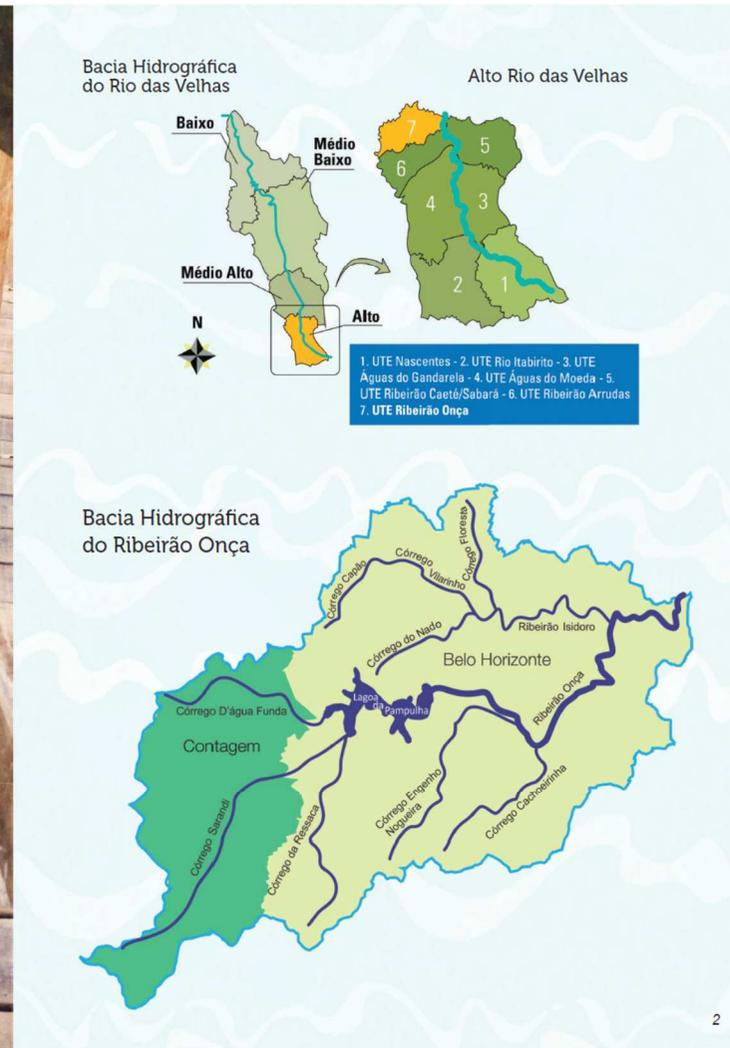 Bacia Hidrográfica
do Rio das Velhas
Alto Rio das Velhas
Baixo
Médio
Baixo
Médio Alto
Alto
N
7
5
6
4
3
2
1
1. UTE Nascentes - 2. UTE Rio Itabirito - 3. UTE
Águas do Gandarela - 4. UTE Águas do Moeda - 5.
UTE Ribeirão Caeté/Sabará - 6. UTE Ribeirão Arrudas
7. UTE Ribeirão Onça
Bacia Hidrográfica
do Ribeirão Onça
Córrego Capão
Córrego
Vilarinho
Córrego Floresta
Córrego do Nado
Ribeirão Isidoro
Belo Horizonte
Ribeirão Onça
Lagoa
da
Pampulha
Córrego D'água Funda
Contagem
Córrego Sarandi
Córrego da Ressaca
Córrego Engenho
Nogueira
Córrego Cachoeirinha
2